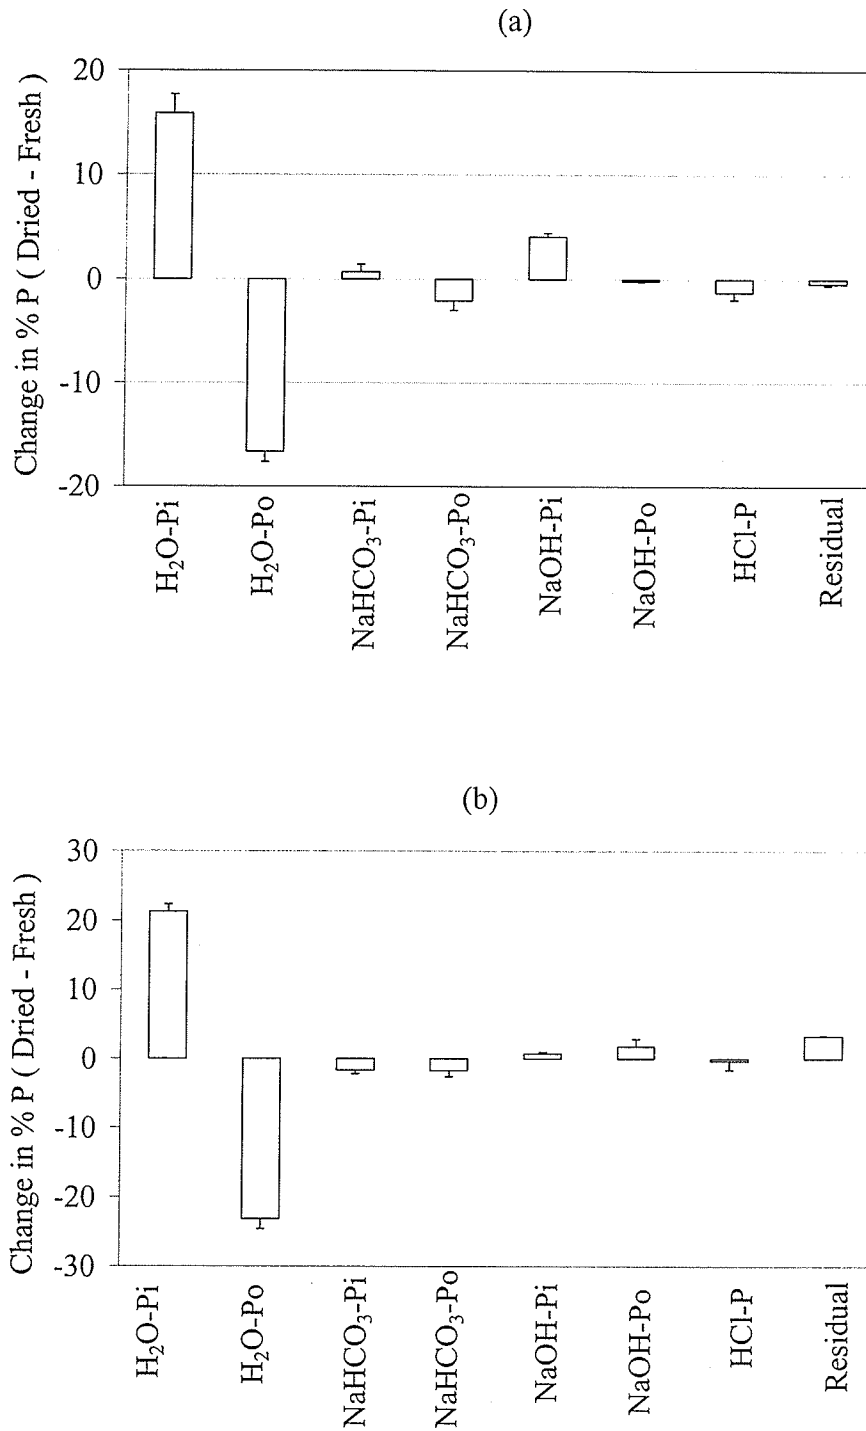 (a)
Change in % P ( Dried - Fresh )
20
10
0
-10
-20
H₂O-Pi
H₂O-Po
NaHCO₃-Pi
NaHCO₃-Po
NaOH-Pi
NaOH-Po
HCl-P
Residual
(b)
Change in % P ( Dried - Fresh )
30
20
10
0
-10
-20
-30
H₂O-Pi
H₂O-Po
NaHCO₃-Pi
NaHCO₃-Po
NaOH-Pi
NaOH-Po
HCl-P
Residual